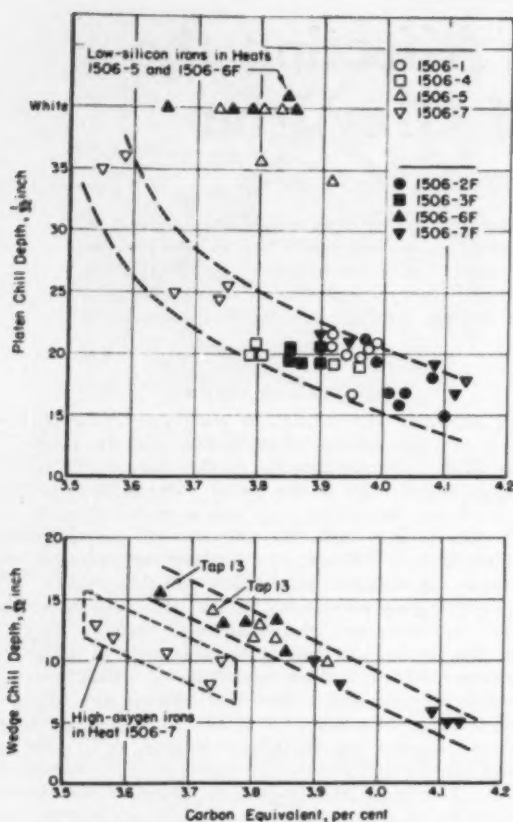 Low-silicon irons in Heats
1506-5 and 1506-6F
1506-1
1506-4
1506-5
1506-7
1506-2F
1506-3F
1506-6F
1506-7F
Platen Chill Depth, 1/32 inch
White
35
25
20
15
10
3.5 3.6 3.7 3.8 3.9 4.0 4.1 4.2
Tap 13
Tap 13
High-oxygen irons
in Heat 1506-7
Wedge Chill Depth, 1/32 inch
20
15
10
5
0
3.5 3.6 3.7 3.8 3.9 4.0 4.1 4.2
Carbon Equivalent, per cent